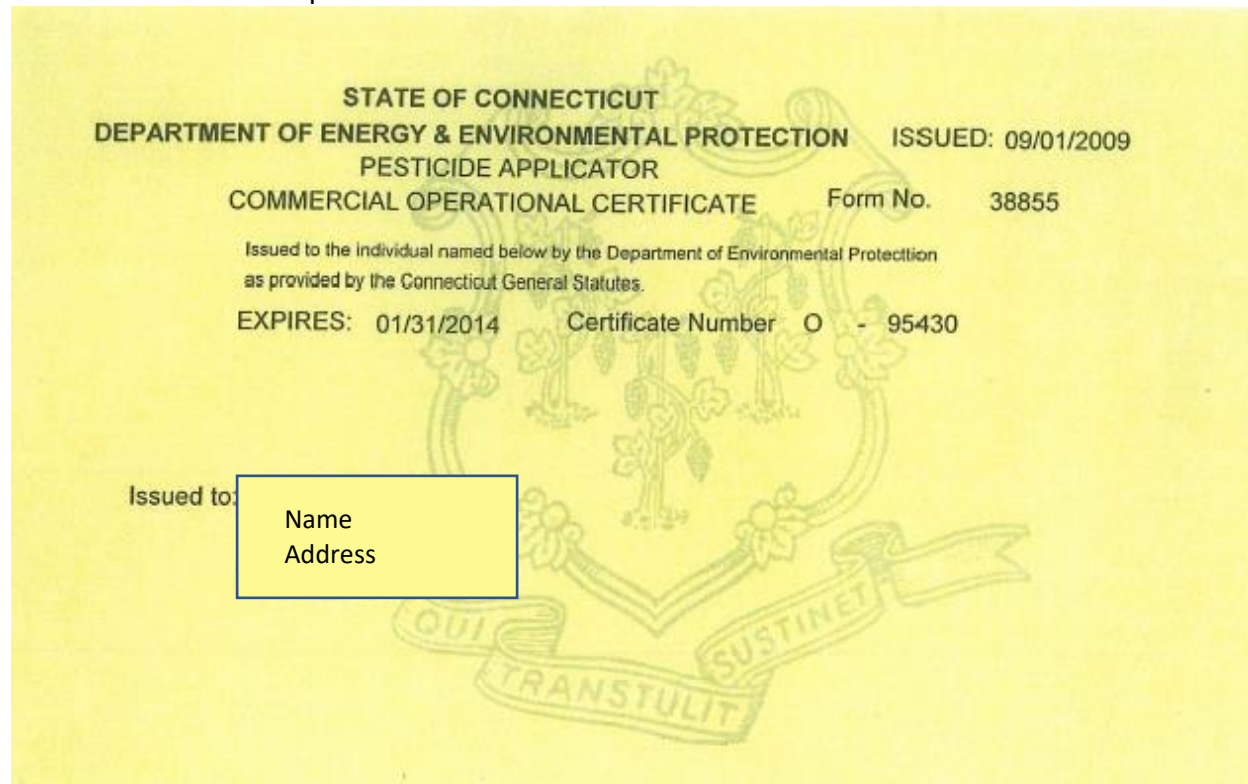 STATE OF CONNECTICUT
DEPARTMENT OF ENERGY & ENVIRONMENTAL PROTECTION ISSUED: 09/01/2009
PESTICIDE APPLICATOR
COMMERCIAL OPERATIONAL CERTIFICATE Form No. 38855
Issued to the individual named below by the Department of Environmental Protecttion
as provided by the Connecticut General Statutes.
EXPIRES: 01/31/2014 Certificate Number O - 95430
Issued to:
Name
Address
QUI
TRANSTULIT
SUSTINET